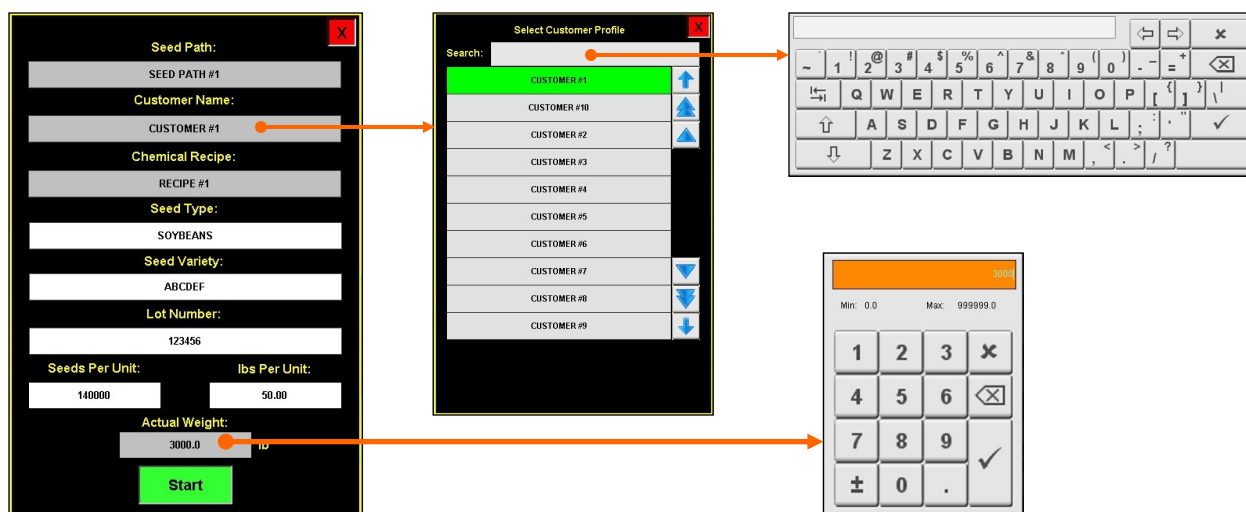 X
Seed Path:
SEED PATH #1
Customer Name:
CUSTOMER #1
Chemical Recipe:
RECIPE #1
Seed Type:
SOYBEANS
Seed Variety:
ABCDEF
Lot Number:
123456
Seeds Per Unit: lbs Per Unit:
140000 50.00
Actual Weight:
3000.0 lb
Start
Select Customer Profile X
Search:
CUSTOMER #1
CUSTOMER #10
CUSTOMER #2
CUSTOMER #3
CUSTOMER #4
CUSTOMER #5
CUSTOMER #6
CUSTOMER #7
CUSTOMER #8
CUSTOMER #9
~ ` 1 ! 2 @ 3 # 4 $ 5 % 6 ^ 7 & 8 * 9 ( 0 ) - _ = +
Q W E R T Y U I O P [ { ] } \ |
A S D F G H J K L ; : ' "
Z X C V B N M , < . > / ?
3000
Min: 0.0 Max: 999999.0
1 2 3
4 5 6
7 8 9
± 0 .